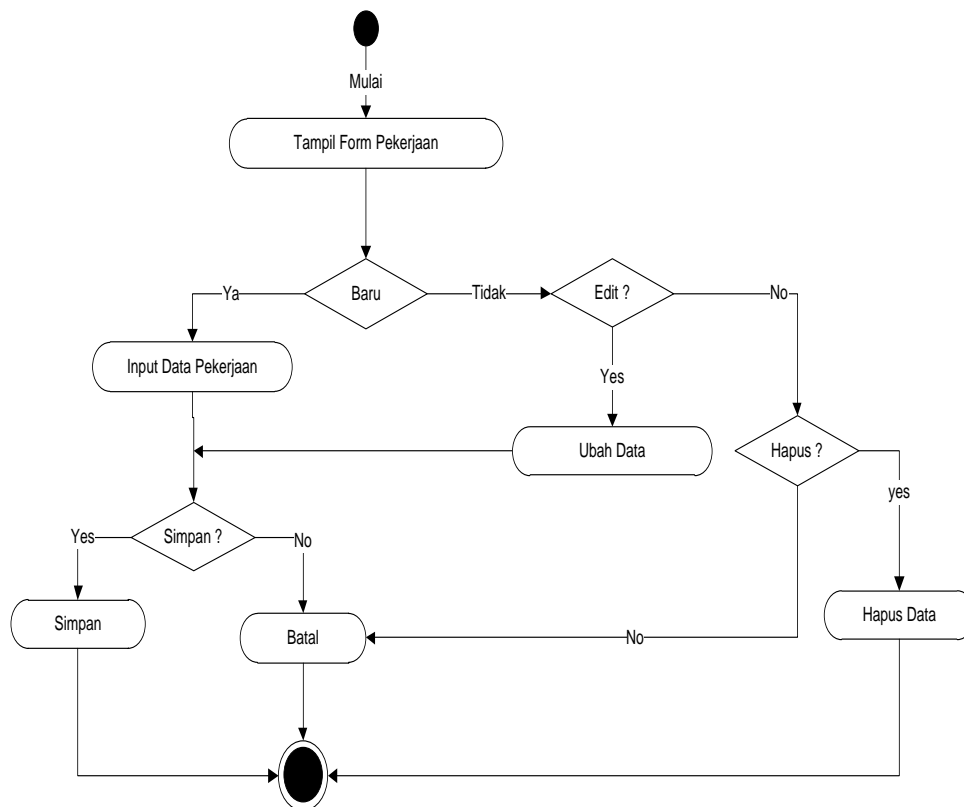 Mulai
Tampil Form Pekerjaan
Ya
Baru
Tidak
Edit ?
No
Input Data Pekerjaan
Yes
Ubah Data
Hapus ?
yes
Yes
Simpan ?
No
Simpan
Batal
No
Hapus Data